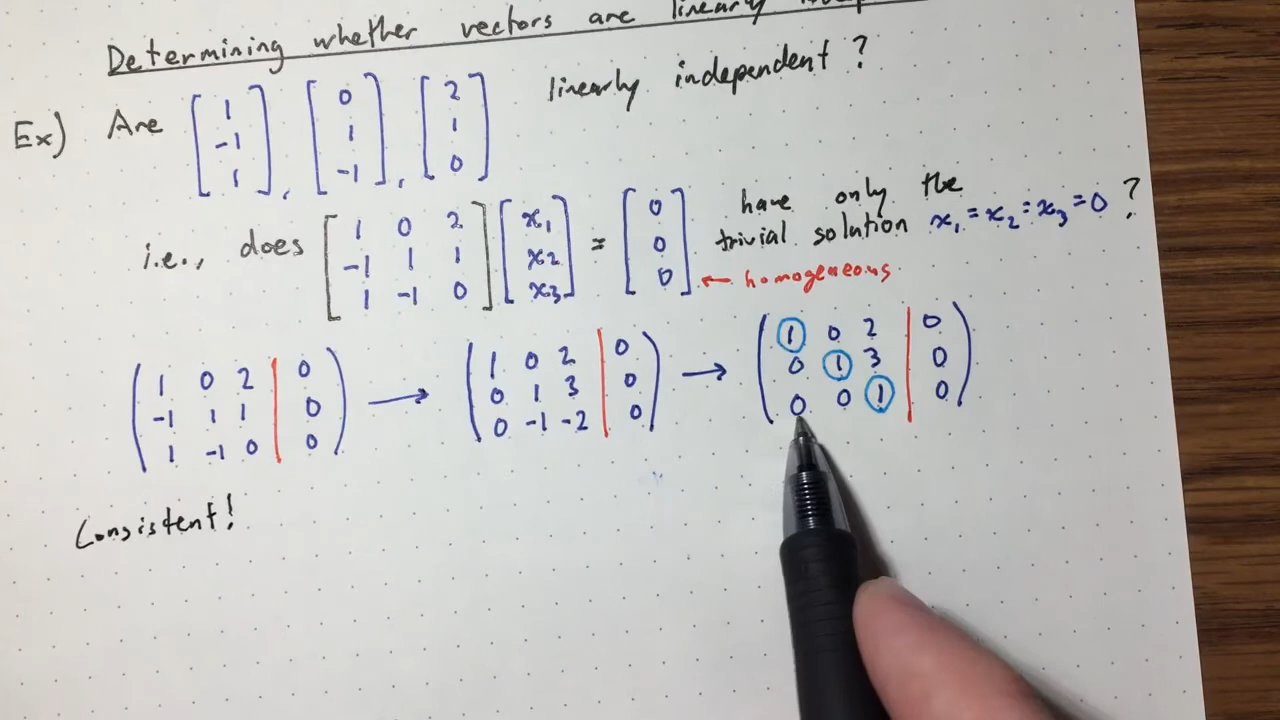 Determining whether vectors are linearly
Ex) Are [1 -1 1], [0 1 -1], [2 1 0] linearly independent?
i.e., does [1 0 2 -1 1 1 1 -1 0] [x1 x2 x3] = [0 0 0] have only the trivial solution x1 = x2 = x3 = 0?
← homogeneous
(1 0 2 | 0 -1 1 1 | 0 1 -1 0 | 0) → (1 0 2 | 0 0 1 3 | 0 0 -1 -2 | 0) → (1 0 2 | 0 0 1 3 | 0 0 0 1 | 0)
Consistent!